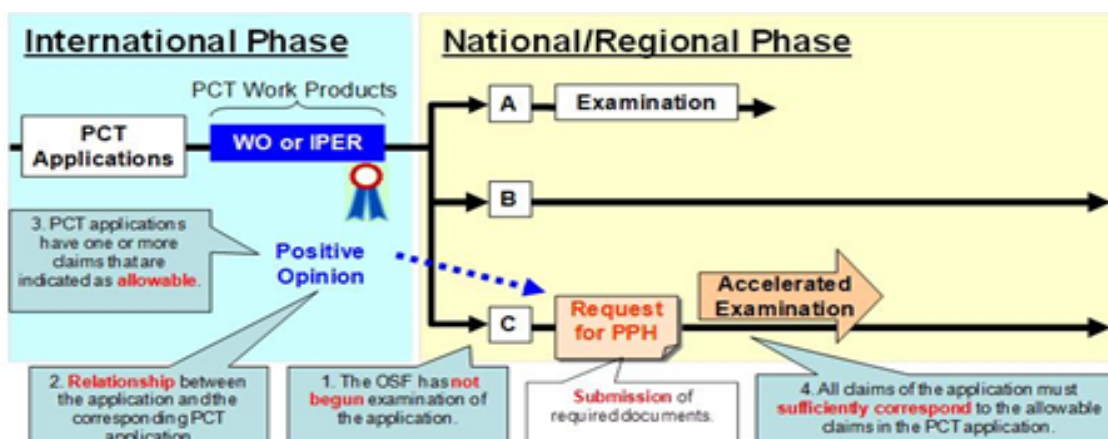 International Phase
National/Regional Phase
PCT Work Products
PCT
Applications
WO or IPER
A
Examination
B
3. PCT applications
have one or more
claims that are
indicated as allowable.
Positive
Opinion
C
Request
for PPH
Accelerated
Examination
2. Relationship between
the application and the
corresponding PCT
application
1. The OSF has not
begun examination of
the application.
Submission of
required documents.
4. All claims of the application must
sufficiently correspond to the allowable
claims in the PCT application.